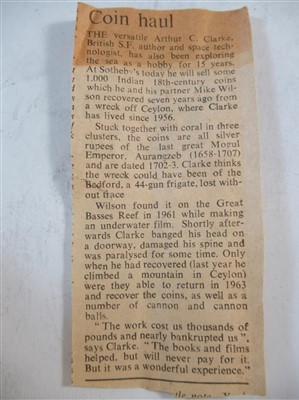 Coin haul
THE versatile Arthur C. Clarke,
British S.F. author and space tech-
nologist, has also been exploring
the sea as a hobby for 15 years.
At Sotheby's today he will sell some
1,000 Indian 18th-century coins
which he and his partner Mike Wil-
son recovered seven years ago from
a wreck off Ceylon, where Clarke
has lived since 1956.
Stuck together with coral in three
clusters, the coins are all silver
rupees of the last great Mogul
Emperor, Aurangzeb (1658-1707)
and are dated 1702-3. Clarke thinks
the wreck could have been of the
Bedford, a 44-gun frigate, lost with-
out trace
Wilson found it on the Great
Basses Reef in 1961 while making
an underwater film. Shortly after-
wards Clarke banged his head on
a doorway, damaged his spine and
was paralysed for some time. Only
when he had recovered (last year he
climbed a mountain in Ceylon)
were they able to return in 1963
and recover the coins, as well as a
number of cannon and cannon
balls.
"The work cost us thousands of
pounds and nearly bankrupted us",
says Clarke. "The books and films
helped, but will never pay for it.
But it was a wonderful experience."